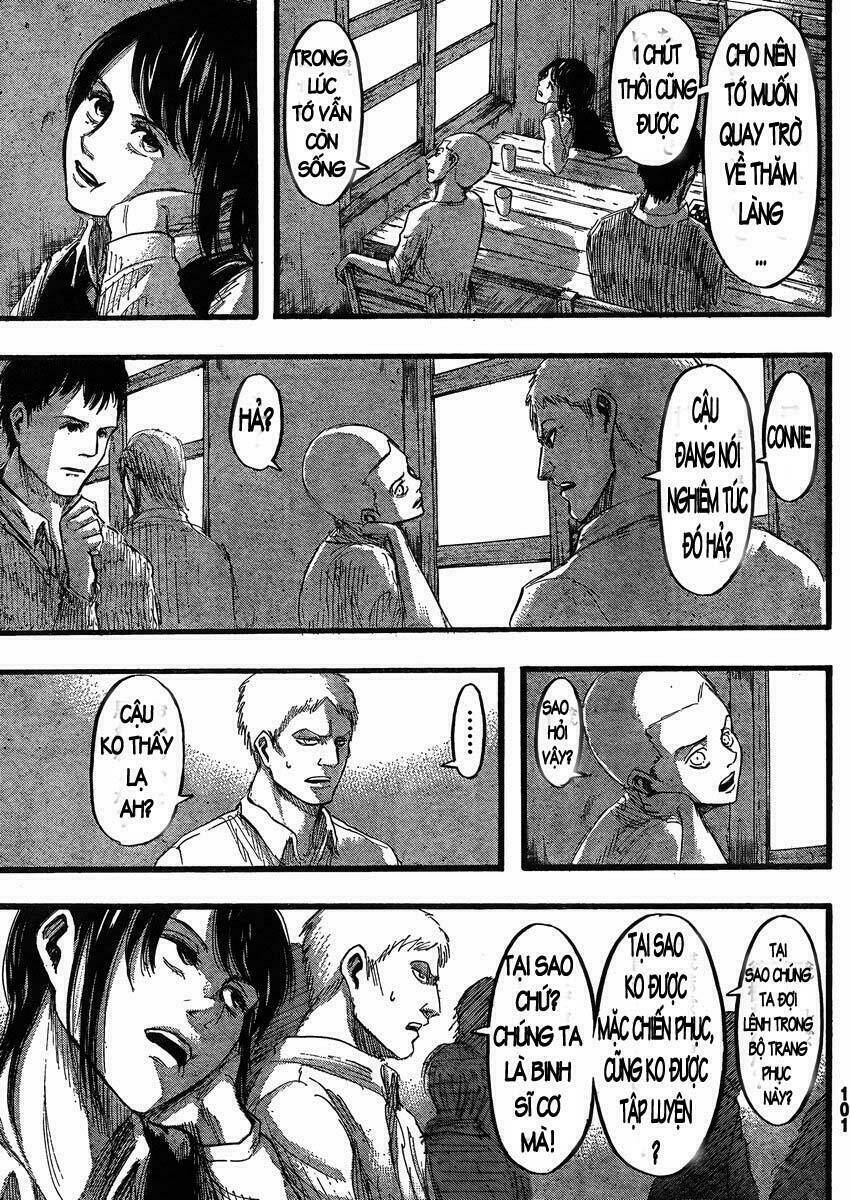 CHO NÊN
TỚ MUỐN
QUAY TRỞ
VỀ THĂM
LÀNG
...
1 CHÚT
THÔI CŨNG
ĐƯỢC
TRONG
LÚC
TỚ VẪN
CÒN
SỐNG
CONNIE
CẬU
ĐANG NÓI
NGHIÊM TÚC
ĐÓ HẢ?
HẢ?
SAO
HỎI
VẬY?
......
CẬU
KO THẤY
LẠ
AH?
TẠI
SAO CHÚNG
TA ĐỢI
LỆNH TRONG
BỘ TRANG
PHỤC
NÀY?
TẠI SAO
KO ĐƯỢC
MẶC CHIẾN PHỤC,
CŨNG KO ĐƯỢC
TẬP LUYỆN
?
TẠI SAO
CHỨ?
CHÚNG TA
LÀ BINH
SĨ CƠ
MÀ!
101